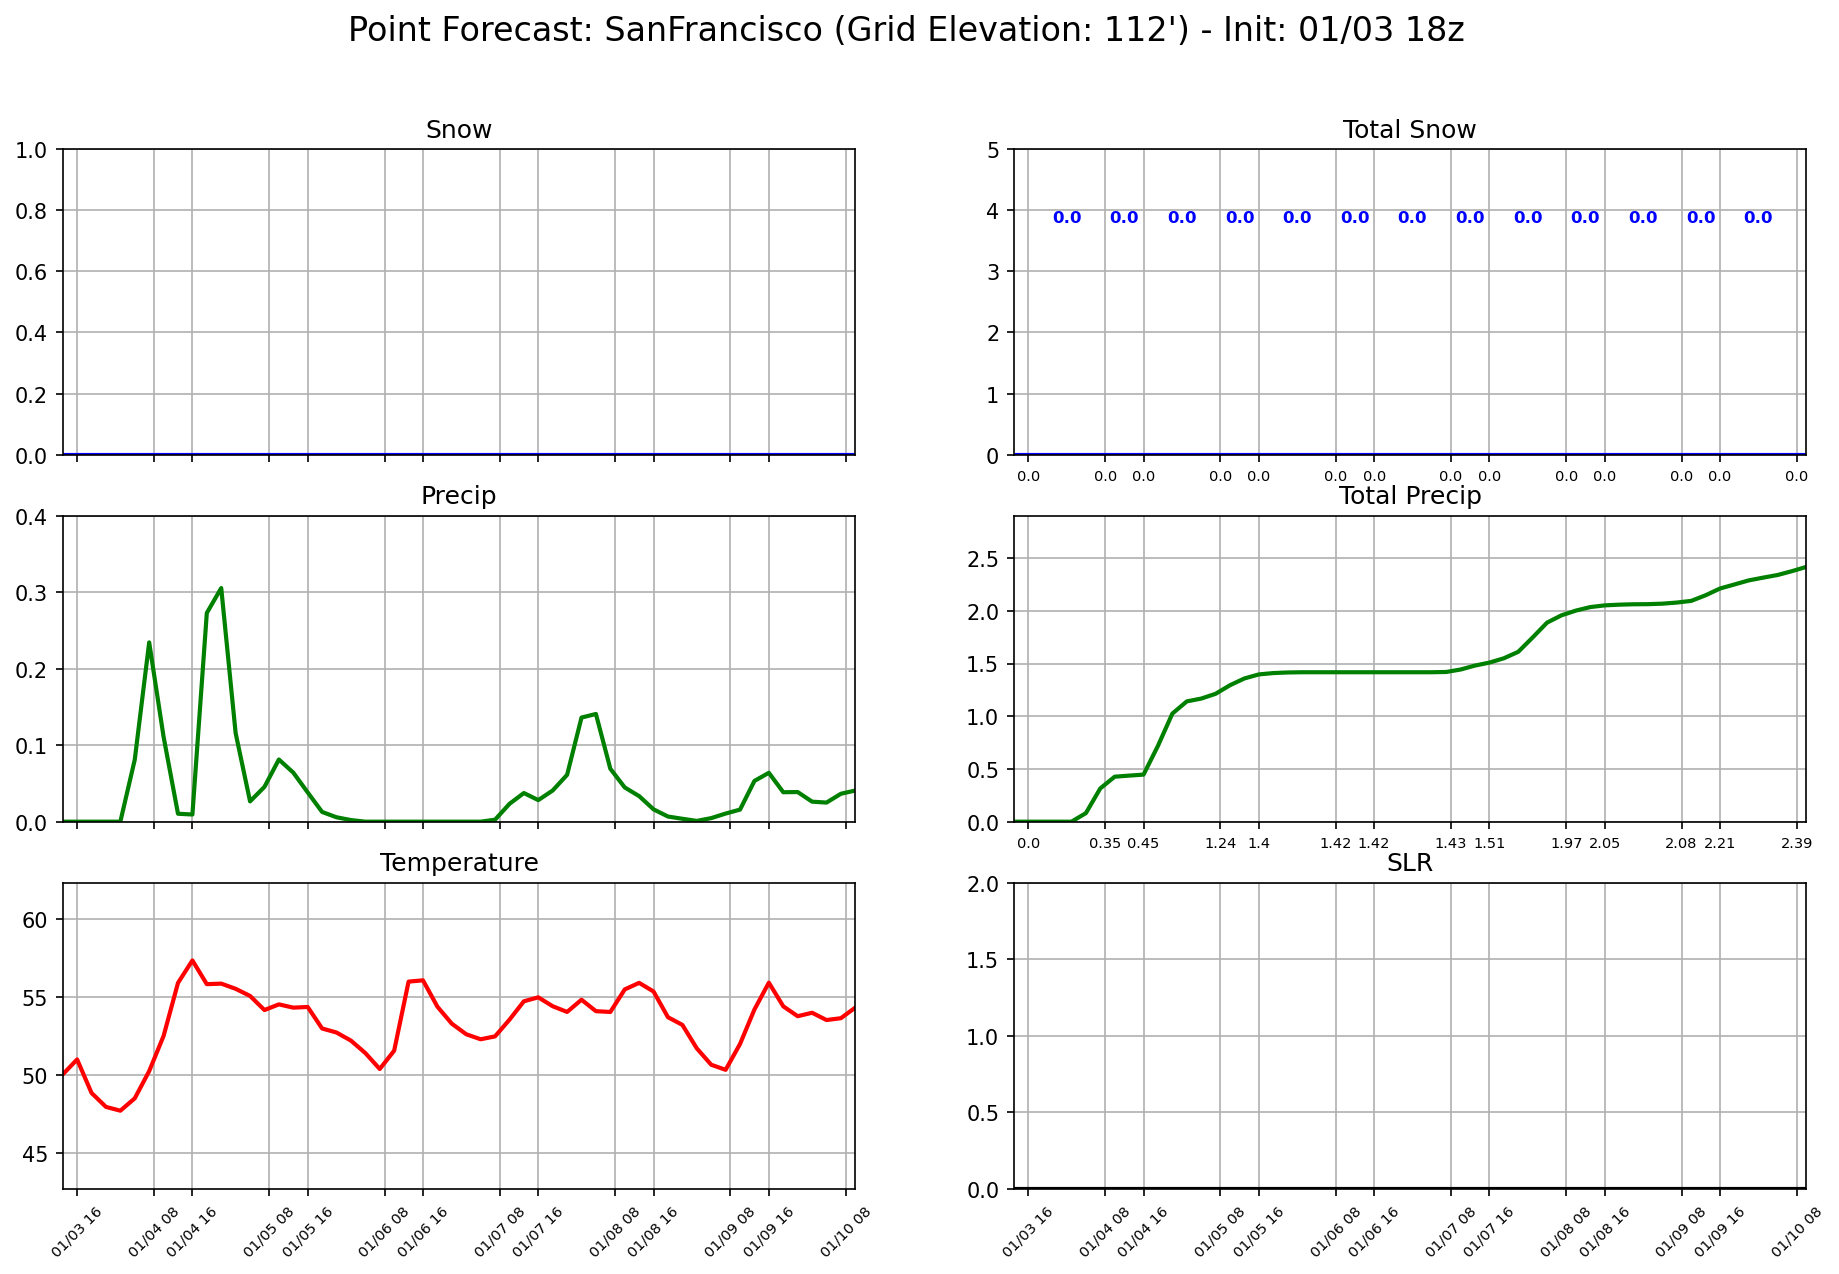 Point Forecast: SanFrancisco (Grid Elevation: 112') - Init: 01/03 18z
Snow
1.0
0.8
0.6
0.4
0.2
0.0
Total Snow
5
4
3
2
1
0
0.0 0.0 0.0 0.0 0.0 0.0 0.0 0.0 0.0 0.0 0.0 0.0 0.0
0.0 0.0 0.0 0.0 0.0 0.0 0.0 0.0 0.0 0.0 0.0 0.0 0.0 0.0
Precip
0.4
0.3
0.2
0.1
0.0
Total Precip
2.5
2.0
1.5
1.0
0.5
0.0
0.0 0.35 0.45 1.24 1.4 1.42 1.42 1.43 1.51 1.97 2.05 2.08 2.21 2.39
Temperature
60
55
50
45
01/03 16 01/04 08 01/04 16 01/05 08 01/05 16 01/06 08 01/06 16 01/07 08 01/07 16 01/08 08 01/08 16 01/09 08 01/09 16 01/10 08
SLR
2.0
1.5
1.0
0.5
0.0
01/03 16 01/04 08 01/04 16 01/05 08 01/05 16 01/06 08 01/06 16 01/07 08 01/07 16 01/08 08 01/08 16 01/09 08 01/09 16 01/10 08